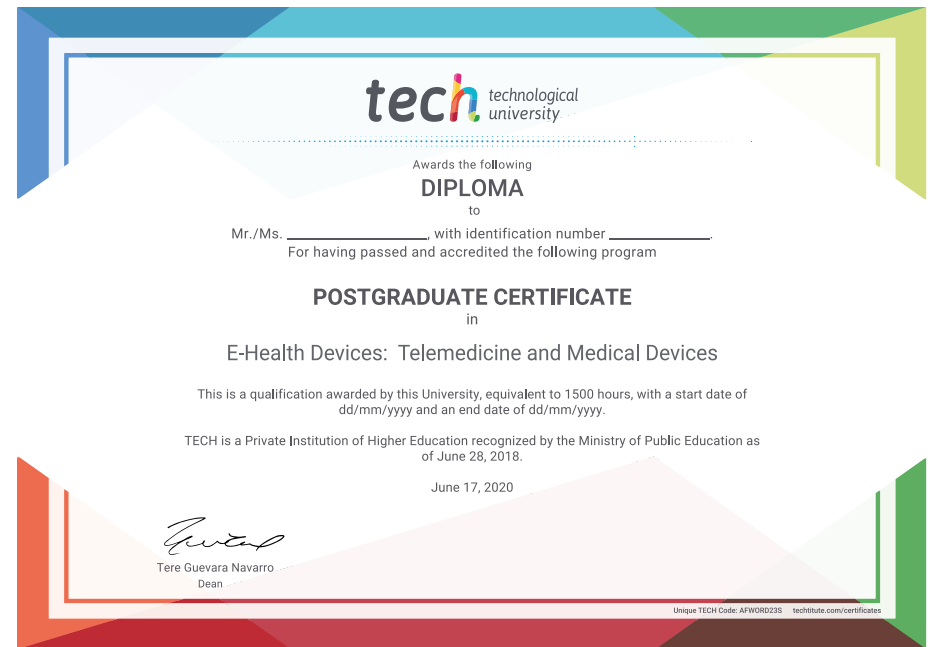 tech technological
university
Awards the following
DIPLOMA
to
Mr./Ms. ____________________, with identification number ______________.
For having passed and accredited the following program
POSTGRADUATE CERTIFICATE
in
E-Health Devices: Telemedicine and Medical Devices
This is a qualification awarded by this University, equivalent to 1500 hours, with a start date of
dd/mm/yyyy and an end date of dd/mm/yyyy.
TECH is a Private Institution of Higher Education recognized by the Ministry of Public Education as
of June 28, 2018.
June 17, 2020
Tere Guevara Navarro
Dean
Unique TECH Code: AFWORD23S techtitute.com/certificates